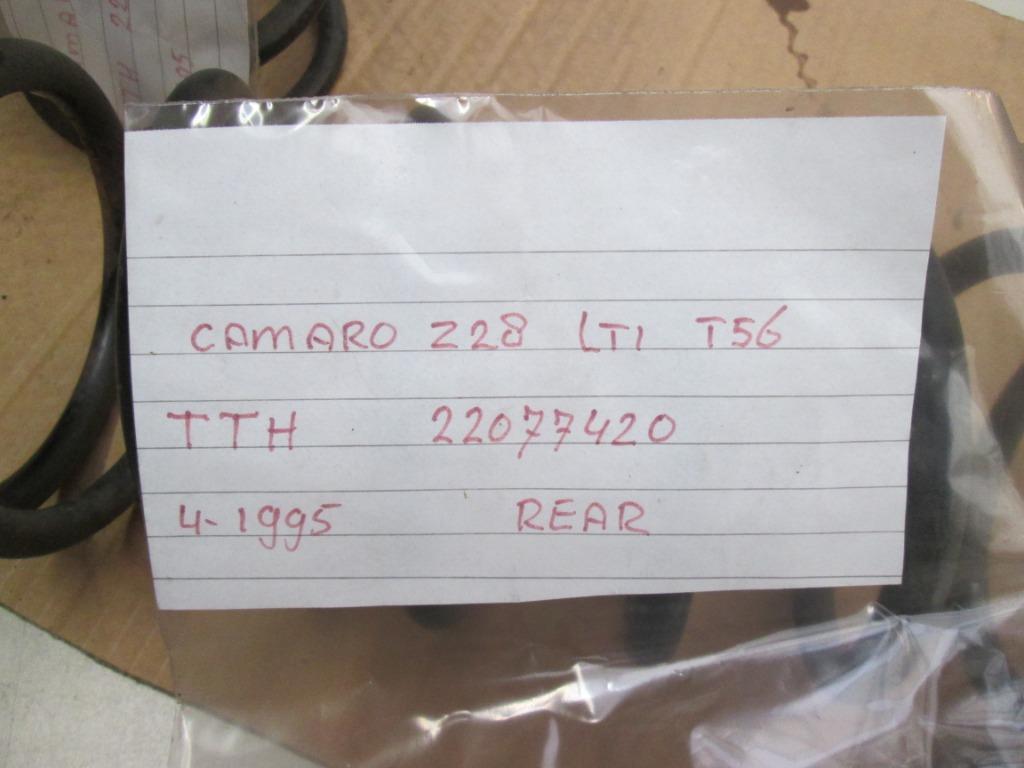 CAMARO Z28 LT1 T56
TTH 22077420
4-1995 REAR